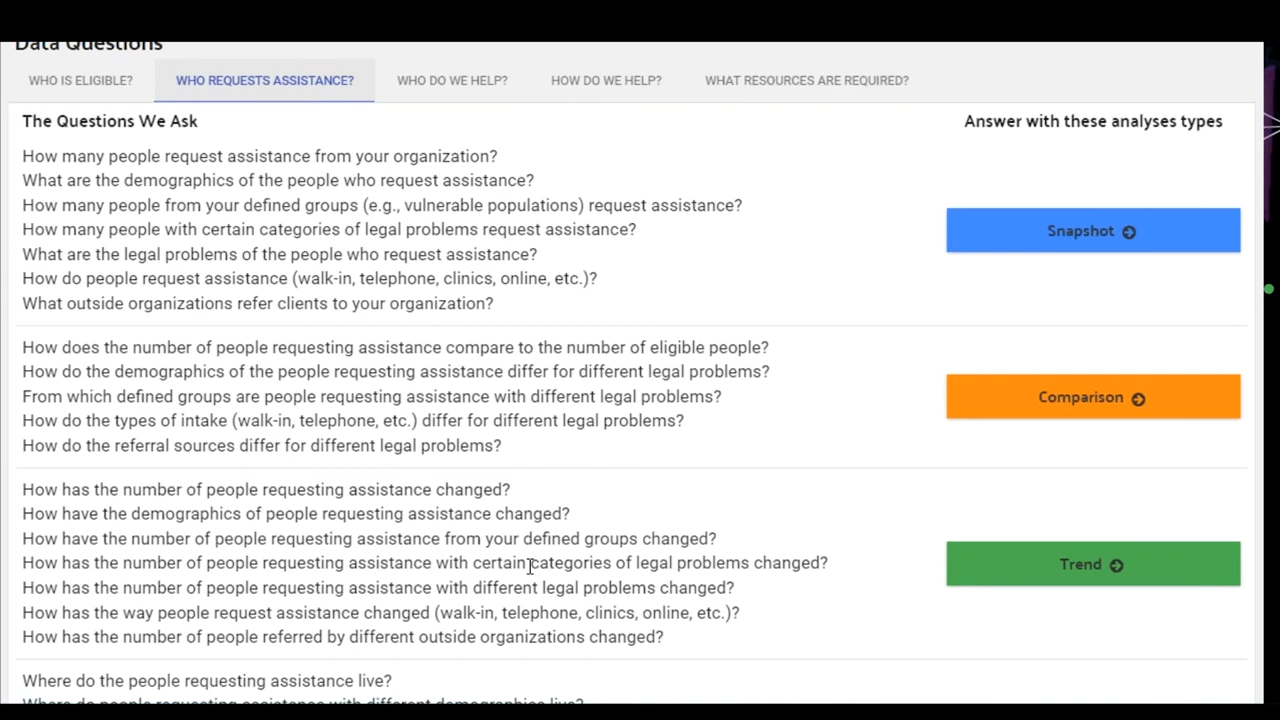 Data Questions
WHO IS ELIGIBLE? WHO REQUESTS ASSISTANCE? WHO DO WE HELP? HOW DO WE HELP? WHAT RESOURCES ARE REQUIRED?
The Questions We Ask
Answer with these analyses types
How many people request assistance from your organization?
What are the demographics of the people who request assistance?
How many people from your defined groups (e.g., vulnerable populations) request assistance?
How many people with certain categories of legal problems request assistance?
What are the legal problems of the people who request assistance?
How do people request assistance (walk-in, telephone, clinics, online, etc.)?
What outside organizations refer clients to your organization?
Snapshot
How does the number of people requesting assistance compare to the number of eligible people?
How do the demographics of the people requesting assistance differ for different legal problems?
From which defined groups are people requesting assistance with different legal problems?
How do the types of intake (walk-in, telephone, etc.) differ for different legal problems?
How do the referral sources differ for different legal problems?
Comparison
How has the number of people requesting assistance changed?
How have the demographics of people requesting assistance changed?
How have the number of people requesting assistance from your defined groups changed?
How has the number of people requesting assistance with certain categories of legal problems changed?
How has the number of people requesting assistance with different legal problems changed?
How has the way people request assistance changed (walk-in, telephone, clinics, online, etc.)?
How has the number of people referred by different outside organizations changed?
Trend
Where do the people requesting assistance live?
Where do people requesting assistance with different demographics live?